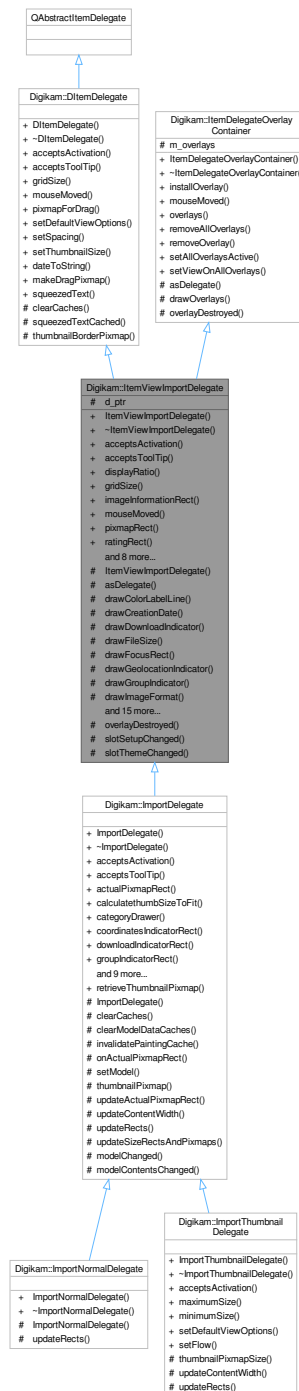 QAbstractItemDelegate
Digikam::DItemDelegate
+ DItemDelegate()
+ ~DItemDelegate()
+ acceptsActivation()
+ acceptsToolTip()
+ gridSize()
+ mouseMoved()
+ pixmapForDrag()
+ setDefaultViewOptions()
+ setSpacing()
+ setThumbnailSize()
+ dateToString()
+ makeDragPixmap()
+ squeezedText()
# clearCaches()
# squeezedTextCached()
# thumbnailBorderPixmap()
Digikam::ItemDelegateOverlay
Container
# m_overlays
+ ItemDelegateOverlayContainer()
+ ~ItemDelegateOverlayContainer()
+ installOverlay()
+ mouseMoved()
+ overlays()
+ removeAllOverlays()
+ removeOverlay()
+ setAllOverlaysActive()
+ setViewOnAllOverlays()
# asDelegate()
# drawOverlays()
# overlayDestroyed()
Digikam::ItemViewImportDelegate
# d_ptr
+ ItemViewImportDelegate()
+ ~ItemViewImportDelegate()
+ acceptsActivation()
+ acceptsToolTip()
+ displayRatio()
+ gridSize()
+ imageInformationRect()
+ mouseMoved()
+ pixmapRect()
+ ratingRect()
and 8 more...
# ItemViewImportDelegate()
# asDelegate()
# drawColorLabelLine()
# drawCreationDate()
# drawDownloadIndicator()
# drawFileSize()
# drawFocusRect()
# drawGeolocationIndicator()
# drawGroupIndicator()
# drawImageFormat()
and 15 more...
# overlayDestroyed()
# slotSetupChanged()
# slotThemeChanged()
Digikam::ImportDelegate
+ ImportDelegate()
+ ~ImportDelegate()
+ acceptsActivation()
+ acceptsToolTip()
+ actualPixmapRect()
+ calculatethumbSizeToFit()
+ categoryDrawer()
+ coordinatesIndicatorRect()
+ downloadIndicatorRect()
+ groupIndicatorRect()
and 9 more...
+ retrieveThumbnailPixmap()
# ImportDelegate()
# clearCaches()
# clearModelDataCaches()
# invalidatePaintingCache()
# onActualPixmapRect()
# setModel()
# thumbnailPixmap()
# updateActualPixmapRect()
# updateContentWidth()
# updateRects()
# updateSizeRectsAndPixmaps()
# modelChanged()
# modelContentsChanged()
Digikam::ImportNormalDelegate
+ ImportNormalDelegate()
+ ~ImportNormalDelegate()
# ImportNormalDelegate()
# updateRects()
Digikam::ImportThumbnail
Delegate
+ ImportThumbnailDelegate()
+ ~ImportThumbnailDelegate()
+ acceptsActivation()
+ maximumSize()
+ minimumSize()
+ setDefaultViewOptions()
+ setFlow()
# thumbnailPixmapSize()
# updateContentWidth()
# updateRects()